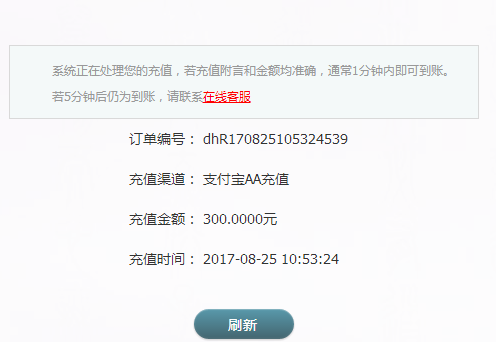 系统正在处理您的充值，若充值附言和金额均准确，通常1分钟内即可到账。
若5分钟后仍为到账，请联系在线客服
订单编号： dhR170825105324539
充值渠道： 支付宝AA充值
充值金额： 300.0000元
充值时间： 2017-08-25 10:53:24
刷新